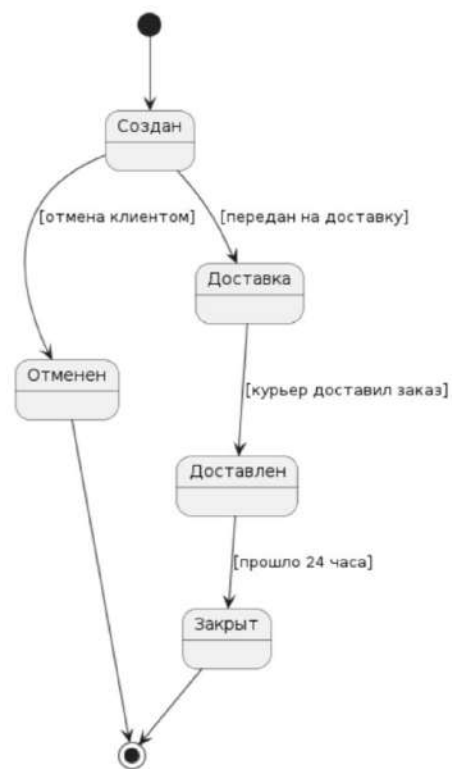 Создан
[отмена клиентом]
[передан на доставку]
Доставка
Отменен
[курьер доставил заказ]
Доставлен
[прошло 24 часа]
Закрыт